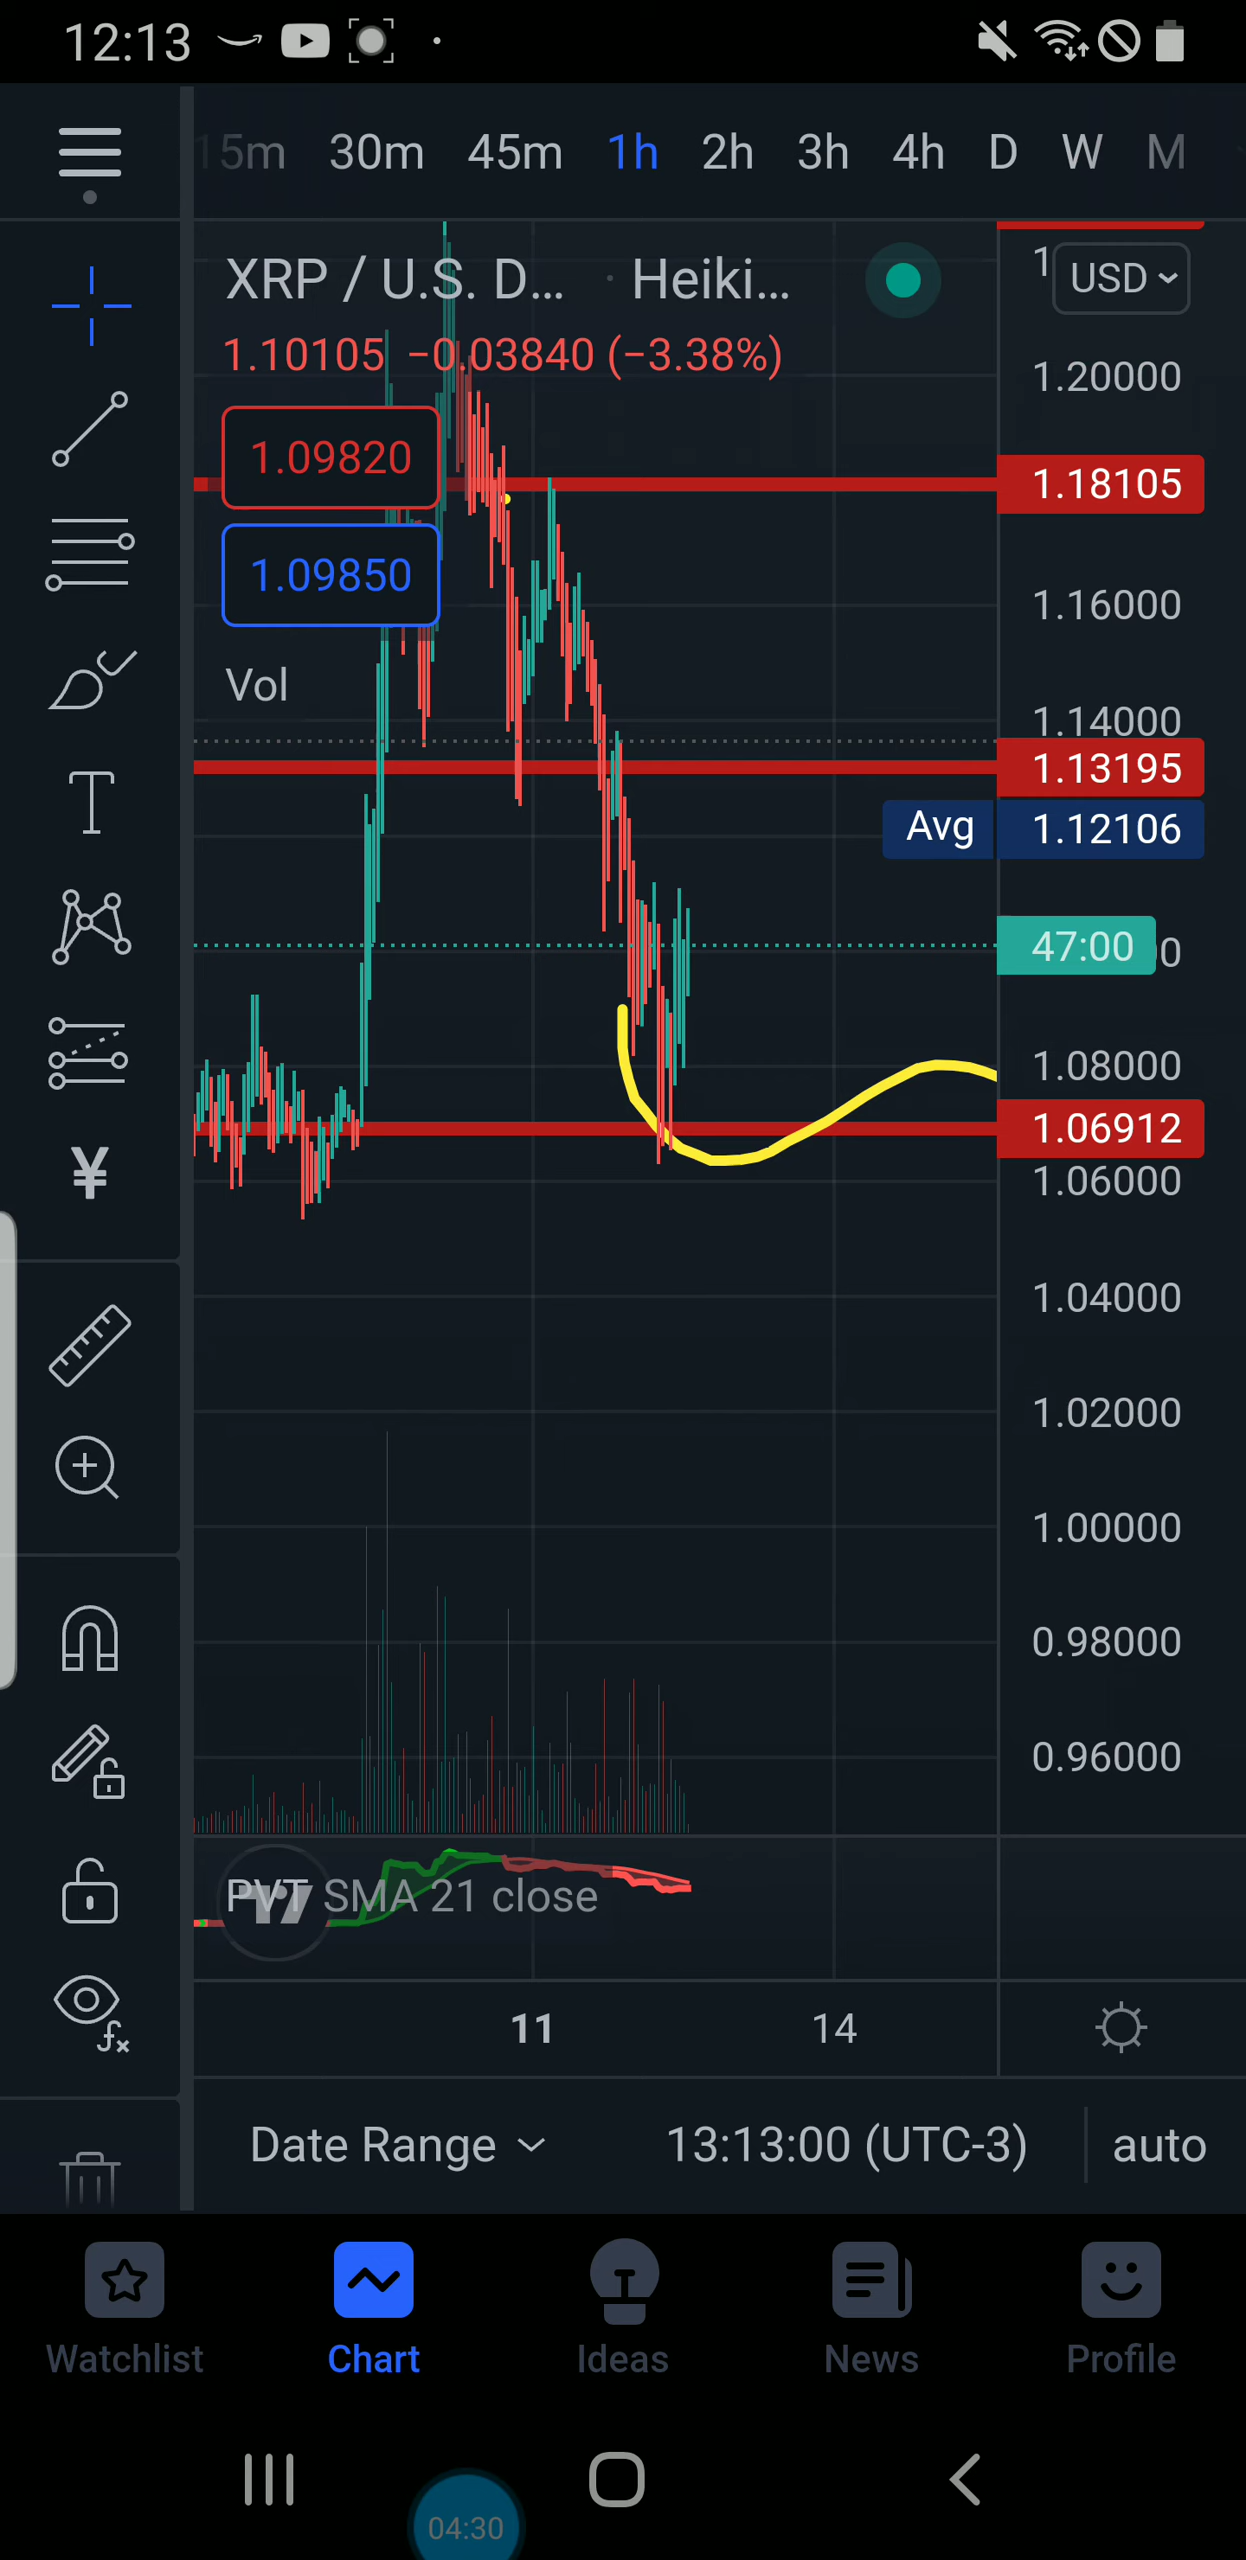 12:13
15m 30m 45m 1h 2h 3h 4h D W M
XRP / U.S. D... · Heiki...
USD
1.10105 −0.03840 (−3.38%)
1.20000
1.09820
1.18105
1.09850
1.16000
Vol
1.14000
1.13195
Avg 1.12106
47:00
1.08000
1.06912
1.06000
1.04000
1.02000
1.00000
0.98000
0.96000
PVT SMA 21 close
11 14
Date Range 13:13:00 (UTC-3) auto
Watchlist Chart Ideas News Profile
04:30